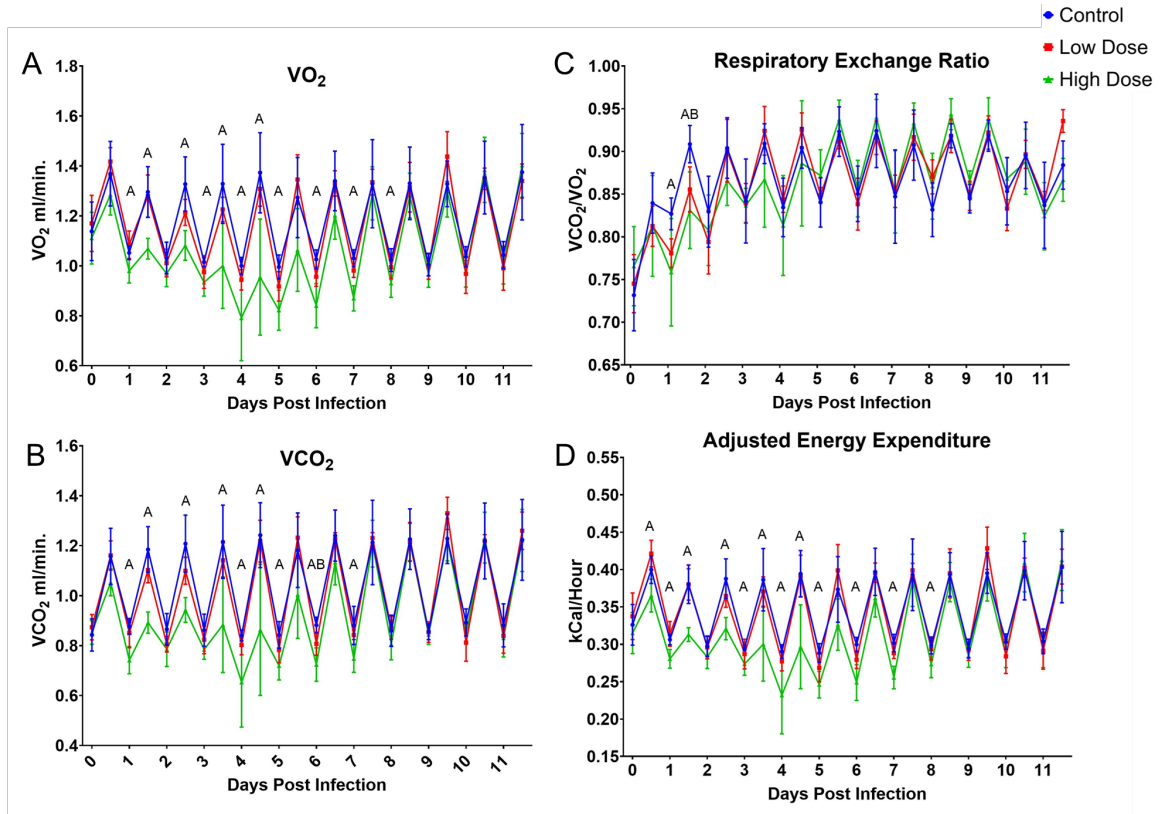 Control
Low Dose
High Dose
A
VO2
VO2 ml/min.
1.8
1.6
1.4
1.2
1.0
0.8
0.6
A A A A
A A A A A A A
0 1 2 3 4 5 6 7 8 9 10 11
Days Post Infection
C
Respiratory Exchange Ratio
VCO2/VO2
1.00
0.95
0.90
0.85
0.80
0.75
0.70
0.65
AB
A
0 1 2 3 4 5 6 7 8 9 10 11
Days Post Infection
B
VCO2
VCO2 ml/min.
1.6
1.4
1.2
1.0
0.8
0.6
0.4
A A A A
A A A AB A
0 1 2 3 4 5 6 7 8 9 10 11
Days Post Infection
D
Adjusted Energy Expenditure
kCal/Hour
0.55
0.50
0.45
0.40
0.35
0.30
0.25
0.20
0.15
A A A A A
A A A A A A A
0 1 2 3 4 5 6 7 8 9 10 11
Days Post Infection